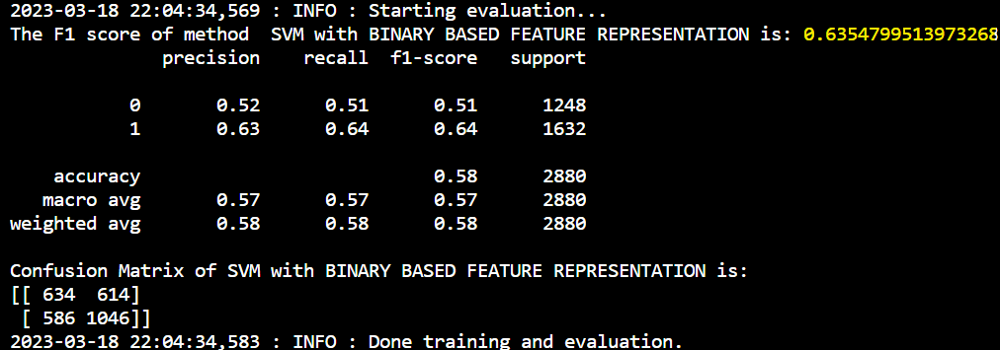 2023-03-18 22:04:34,569 : INFO : Starting evaluation...
The F1 score of method  SVM with BINARY BASED FEATURE REPRESENTATION is: 0.6354799513973268
              precision    recall  f1-score   support

           0       0.52      0.51      0.51      1248
           1       0.63      0.64      0.64      1632

    accuracy                           0.58      2880
   macro avg       0.57      0.57      0.57      2880
weighted avg       0.58      0.58      0.58      2880

Confusion Matrix of SVM with BINARY BASED FEATURE REPRESENTATION is:
[[ 634  614]
 [ 586 1046]]
2023-03-18 22:04:34,583 : INFO : Done training and evaluation.